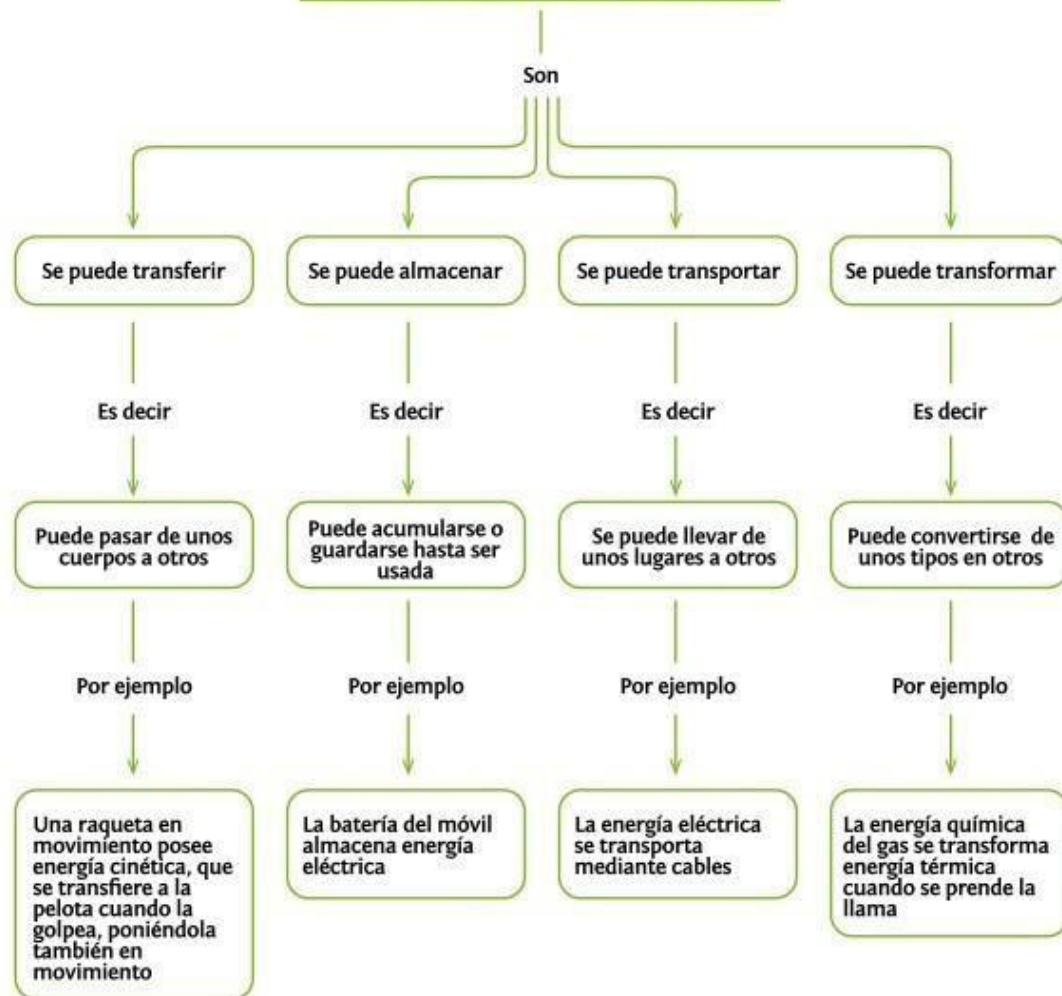 Son
Se puede transferir
Se puede almacenar
Se puede transportar
Se puede transformar
Es decir
Es decir
Es decir
Es decir
Puede pasar de unos
cuerpos a otros
Puede acumularse o
guardarse hasta ser
usada
Se puede llevar de
unos lugares a otros
Puede convertirse de
unos tipos en otros
Por ejemplo
Por ejemplo
Por ejemplo
Por ejemplo
Una raqueta en
movimiento posee
energía cinética, que
se transfiere a la
pelota cuando la
golpea, poniéndola
también en
movimiento
La batería del móvil
almacena energía
eléctrica
La energía eléctrica
se transporta
mediante cables
La energía química
del gas se transforma
energía térmica
cuando se prende la
llama